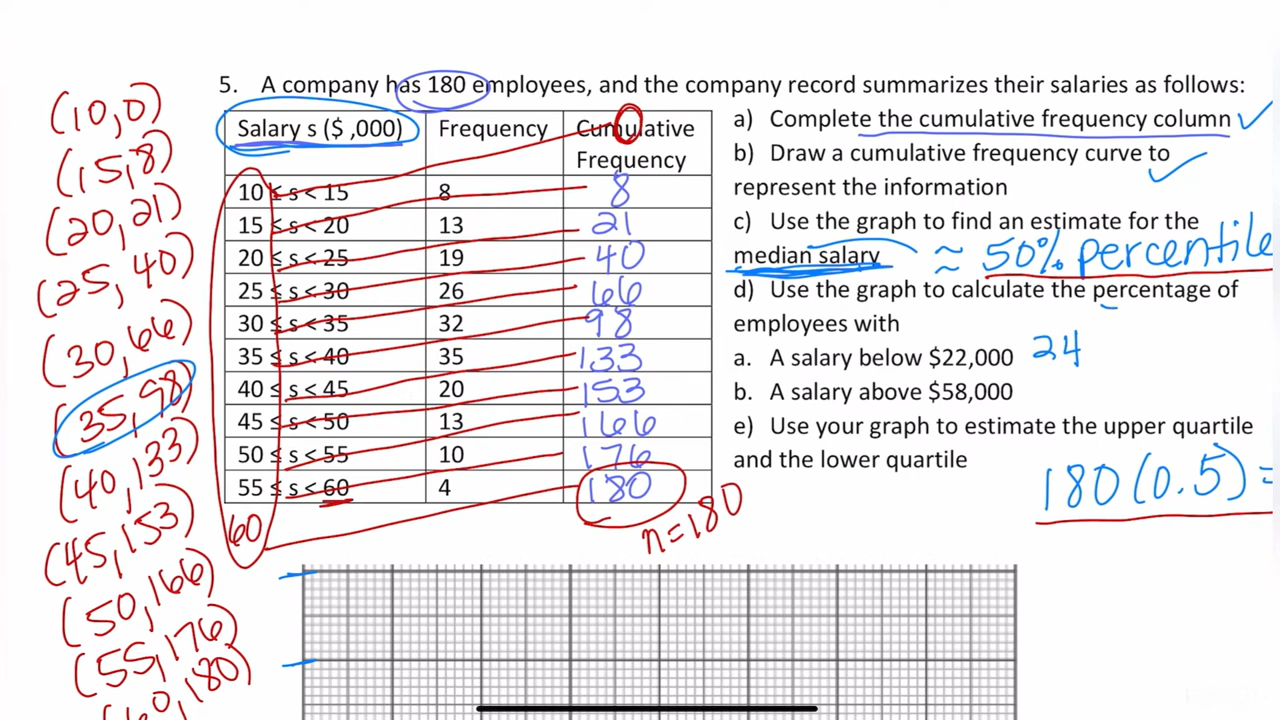 5. A company has 180 employees, and the company record summarizes their salaries as follows:
Salary s ($ ,000) Frequency Cumulative Frequency
0
10 ≤ s < 15 8 8
15 ≤ s < 20 13 21
20 ≤ s < 25 19 40
25 ≤ s < 30 26 66
30 ≤ s < 35 32 98
35 ≤ s < 40 35 133
40 ≤ s < 45 20 153
45 ≤ s < 50 13 166
50 ≤ s < 55 10 176
55 ≤ s < 60 4 180
60
n=180
(10,0)
(15,8)
(20,21)
(25,40)
(30,66)
(35,98)
(40,133)
(45,153)
(50,166)
(55,176)
(60,180)
a) Complete the cumulative frequency column ✓
b) Draw a cumulative frequency curve to ✓
represent the information
c) Use the graph to find an estimate for the
median salary ≈ 50% percentile
d) Use the graph to calculate the percentage of
employees with
a. A salary below $22,000 24
b. A salary above $58,000
e) Use your graph to estimate the upper quartile
and the lower quartile
180(0.5)=